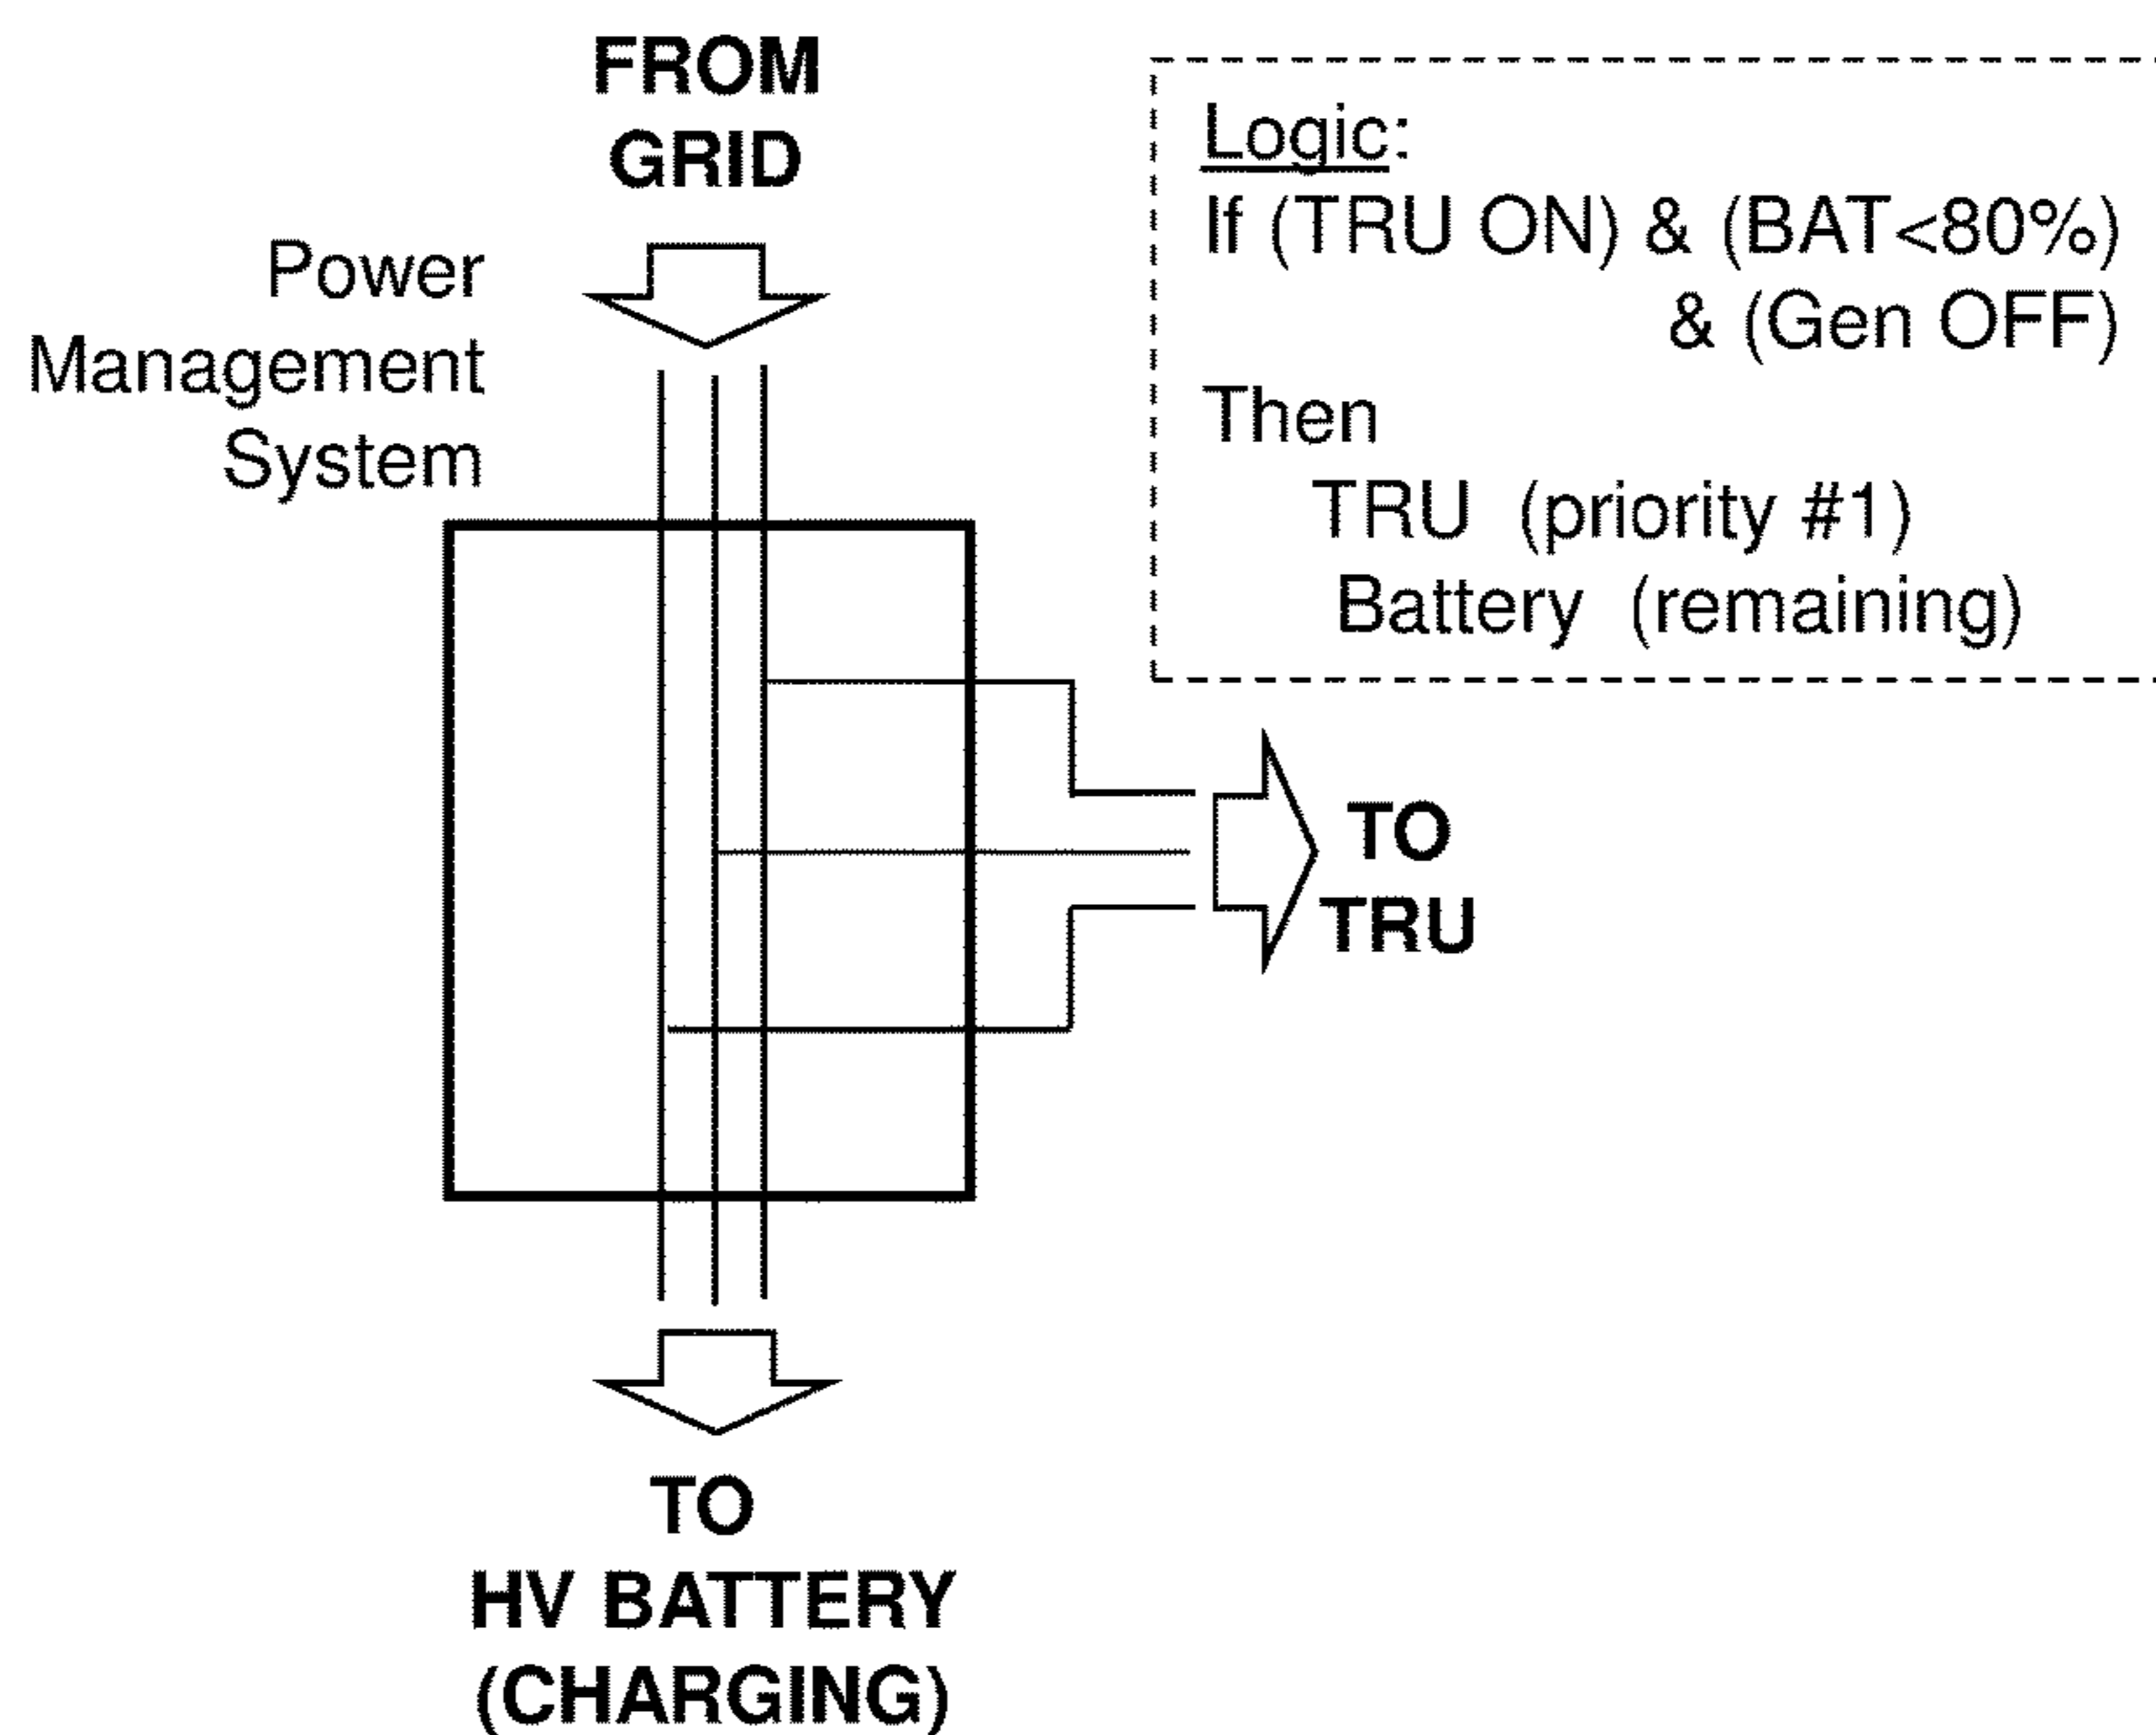 FROM
GRID
Power
Management
System
Logic:
If (TRU ON) & (BAT<80%)
& (Gen OFF)
Then
TRU (priority #1)
Battery (remaining)
TO
TRU
TO
HV BATTERY
(CHARGING)